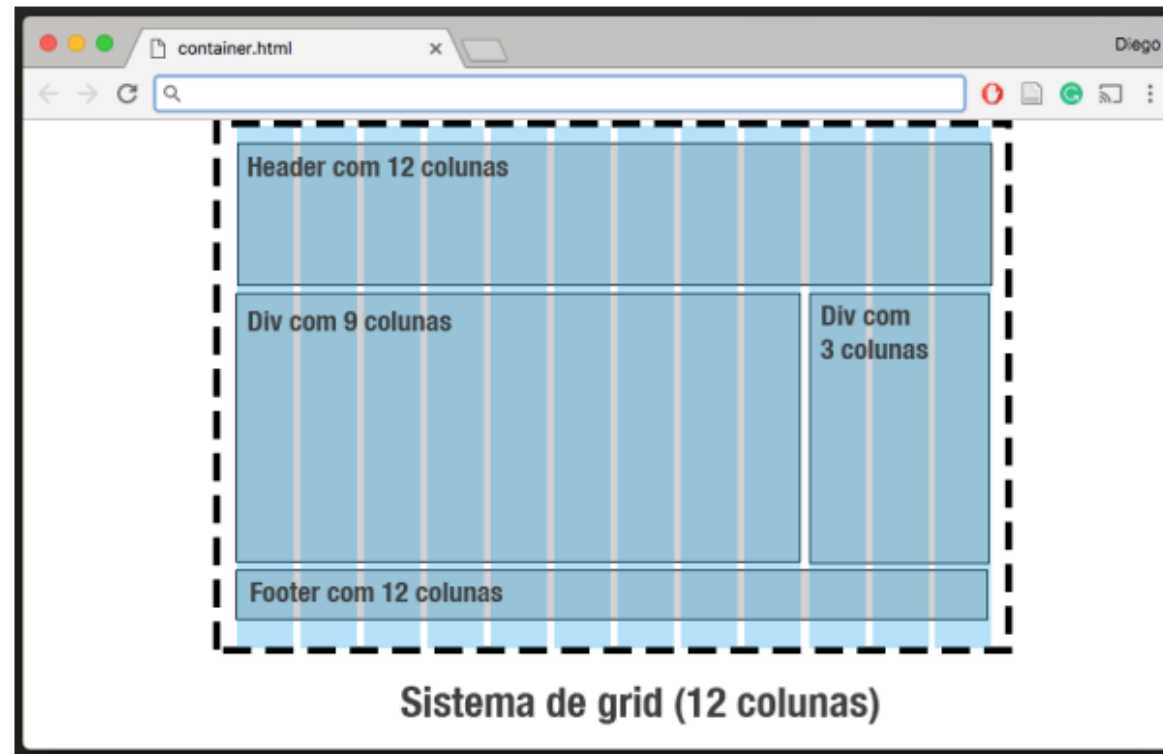 container.html
Diego
Header com 12 colunas
Div com 9 colunas
Div com
3 colunas
Footer com 12 colunas
Sistema de grid (12 colunas)